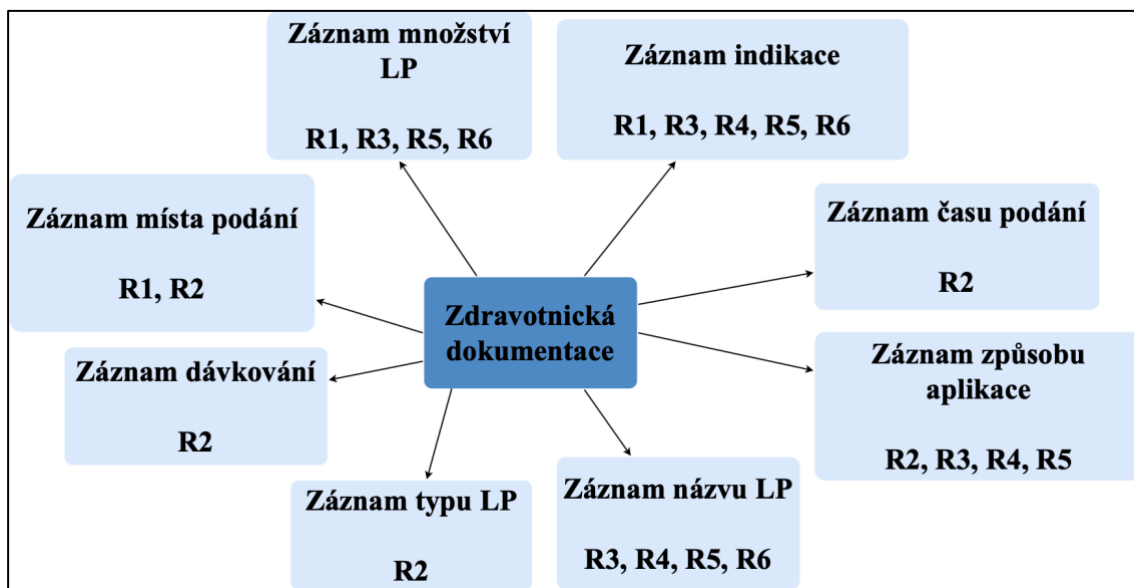 Záznam množství
LP
R1, R3, R5, R6
Záznam indikace
R1, R3, R4, R5, R6
Záznam místa podání
R1, R2
Záznam času podání
R2
Zdravotnická
dokumentace
Záznam dávkování
R2
Záznam způsobu
aplikace
R2, R3, R4, R5
Záznam typu LP
R2
Záznam názvu LP
R3, R4, R5, R6